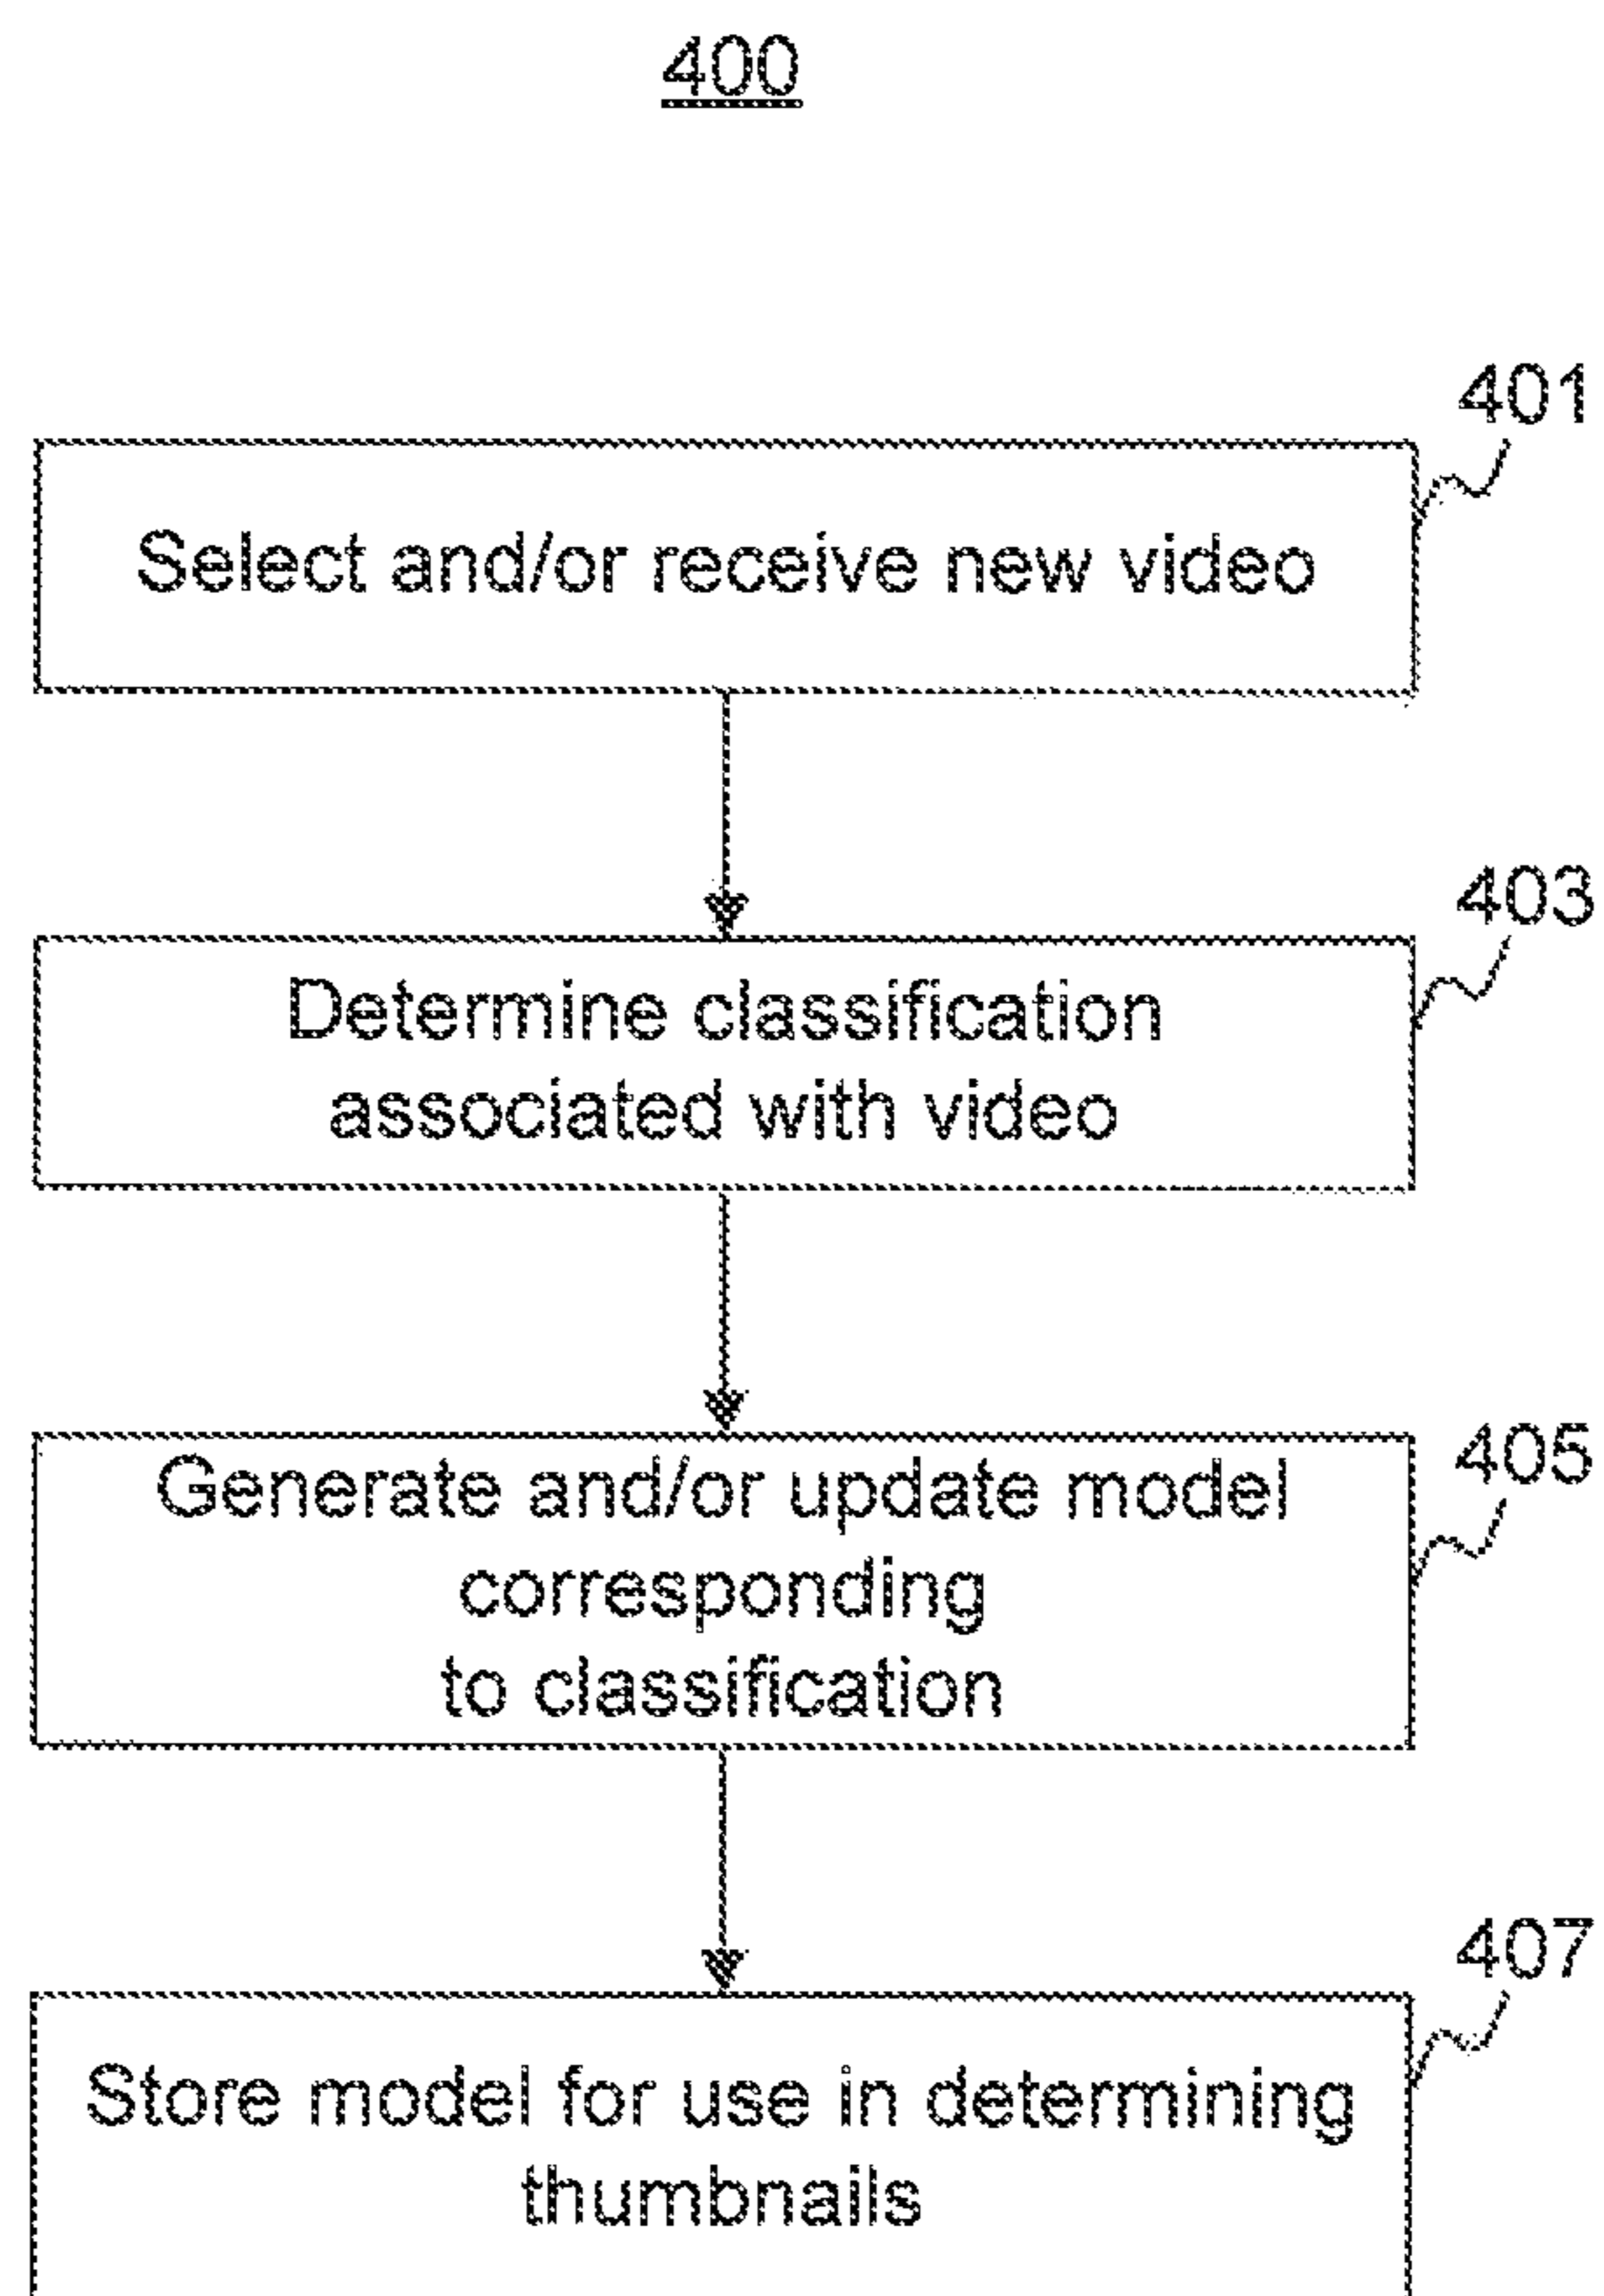 400
401
Select and/or receive new video
403
Determine classification
associated with video
405
Generate and/or update model
corresponding
to classification
407
Store model for use in determining
thumbnails